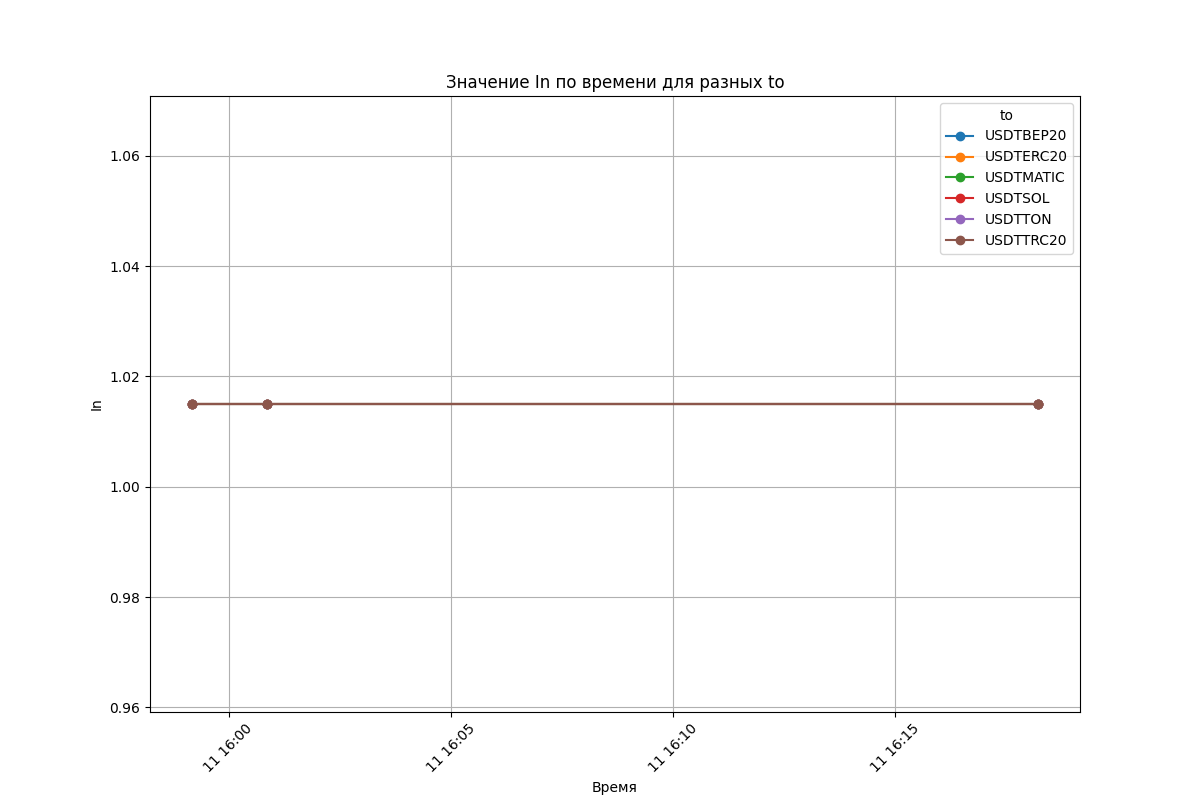 Значение In по времени для разных to
to
USDTBEP20
USDTERC20
USDTMATIC
USDTSOL
USDTTON
USDTTRC20
1.06
1.04
1.02
1.00
0.98
0.96
In
11 16:00
11 16:05
11 16:10
11 16:15
Время